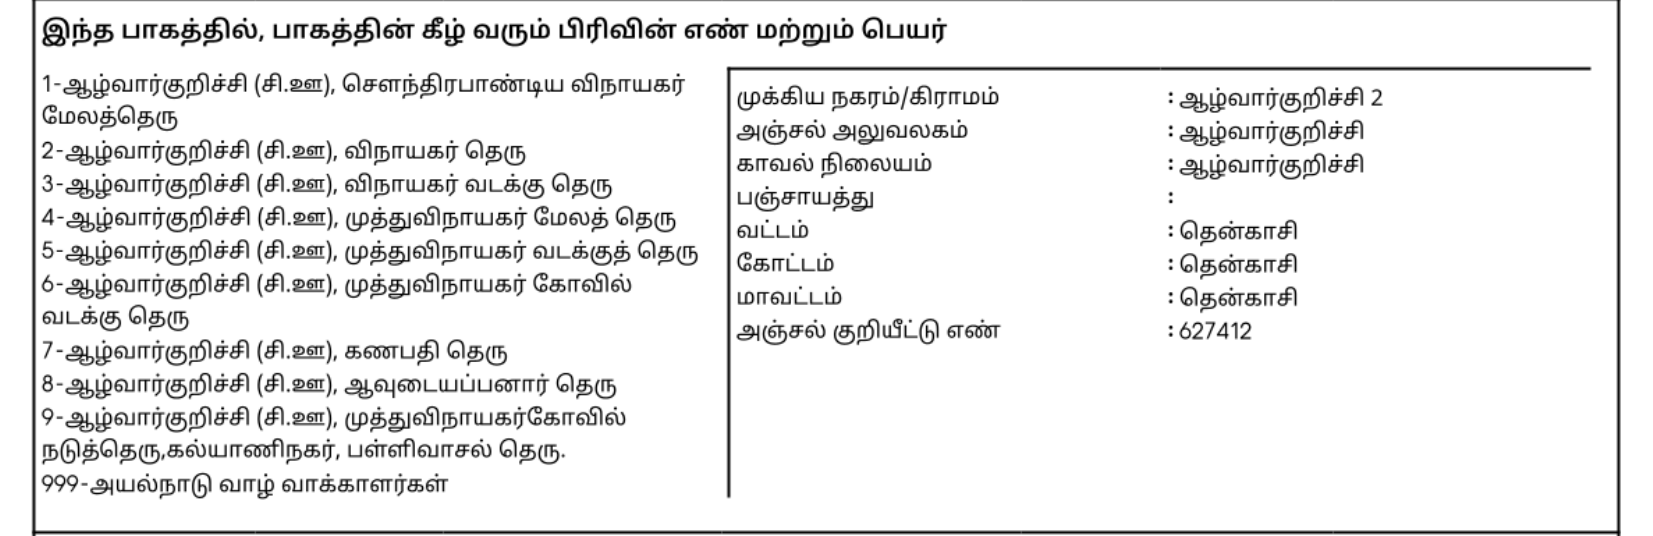 இந்த பாகத்தில், பாகத்தின் கீழ் வரும் பிரிவின் எண் மற்றும் பெயர்
1-ஆழ்வார்குறிச்சி (சி.ஊ), சௌந்திரபாண்டிய விநாயகர்
மேலத்தெரு
2-ஆழ்வார்குறிச்சி (சி.ஊ), விநாயகர் தெரு
3-ஆழ்வார்குறிச்சி (சி.ஊ), விநாயகர் வடக்கு தெரு
4-ஆழ்வார்குறிச்சி (சி.ஊ), முத்துவிநாயகர் மேலத் தெரு
5-ஆழ்வார்குறிச்சி (சி.ஊ), முத்துவிநாயகர் வடக்குத் தெரு
6-ஆழ்வார்குறிச்சி (சி.ஊ), முத்துவிநாயகர் கோவில்
வடக்கு தெரு
7-ஆழ்வார்குறிச்சி (சி.ஊ), கணபதி தெரு
8-ஆழ்வார்குறிச்சி (சி.ஊ), ஆவுடையப்பனார் தெரு
9-ஆழ்வார்குறிச்சி (சி.ஊ), முத்துவிநாயகர்கோவில்
நடுத்தெரு,கல்யாணிநகர், பள்ளிவாசல் தெரு.
999-அயல்நாடு வாழ் வாக்காளர்கள்
முக்கிய நகரம்/கிராமம் : ஆழ்வார்குறிச்சி 2
அஞ்சல் அலுவலகம் : ஆழ்வார்குறிச்சி
காவல் நிலையம் : ஆழ்வார்குறிச்சி
பஞ்சாயத்து :
வட்டம் : தென்காசி
கோட்டம் : தென்காசி
மாவட்டம் : தென்காசி
அஞ்சல் குறியீட்டு எண் : 627412